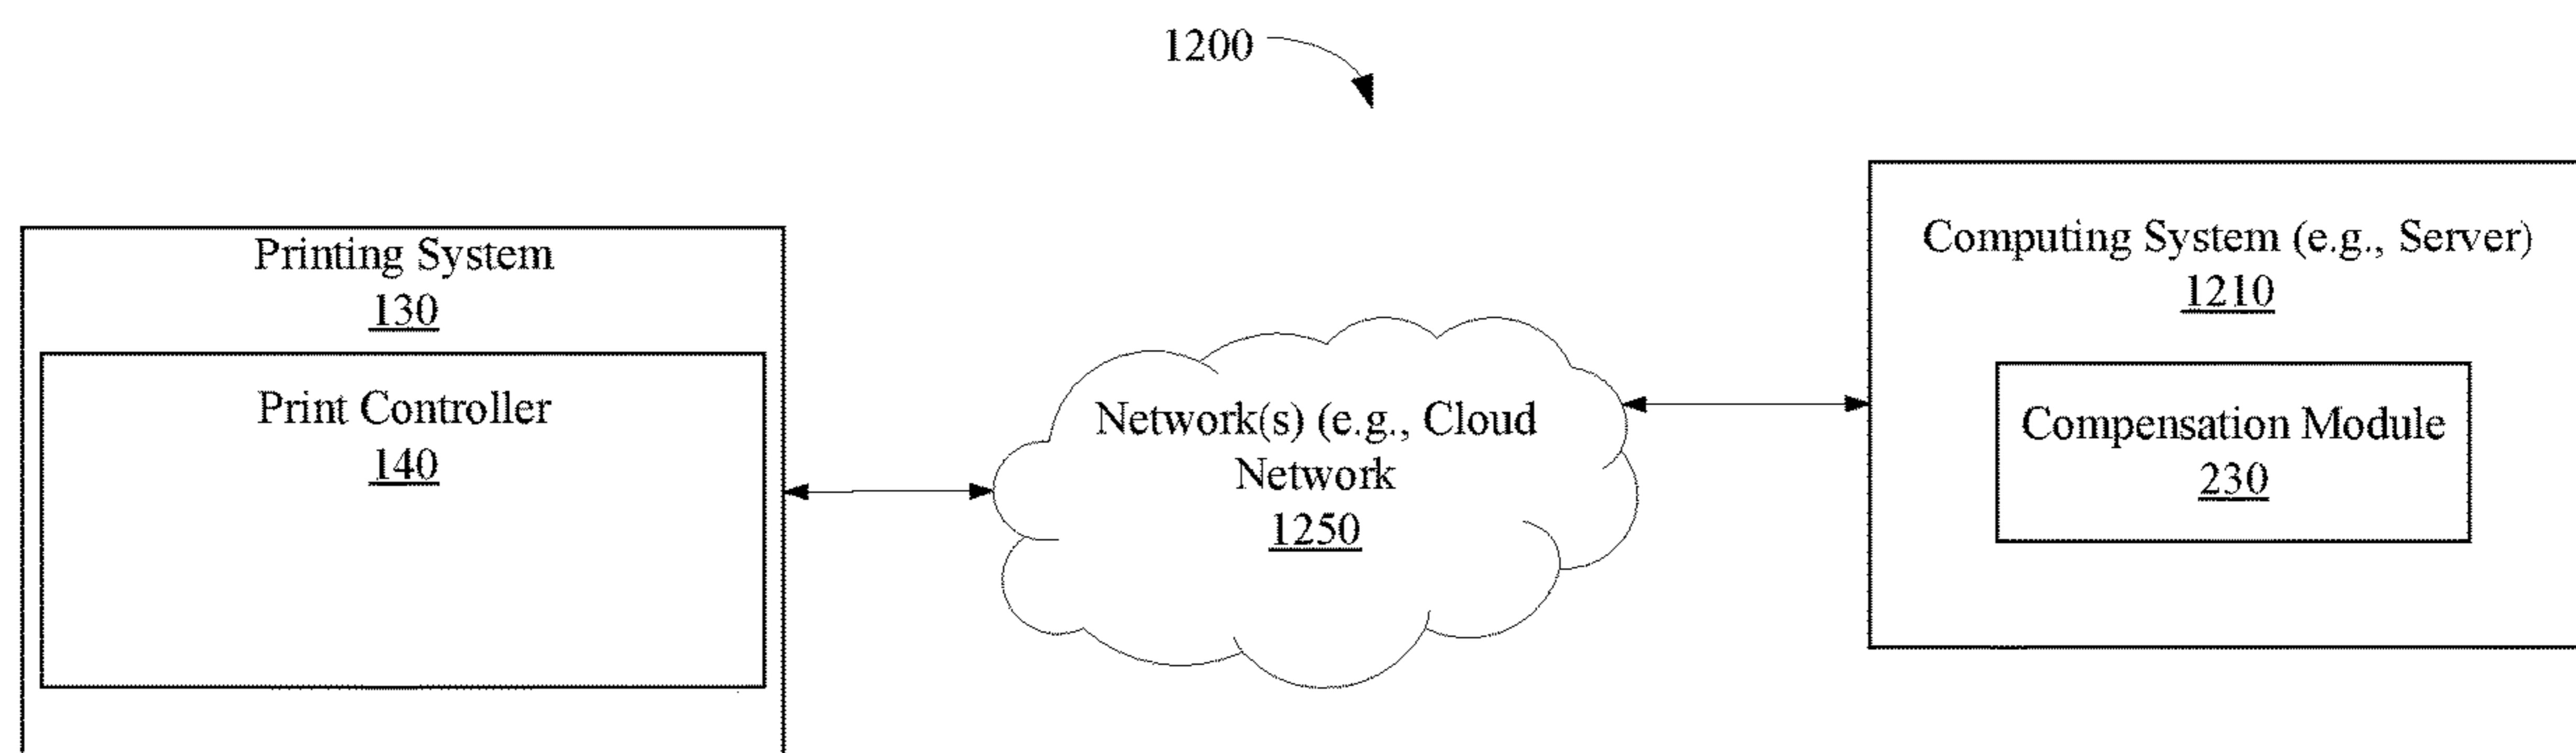 1200
Printing System
130
Print Controller
140
Network(s) (e.g., Cloud
Network
1250
Computing System (e.g., Server)
1210
Compensation Module
230